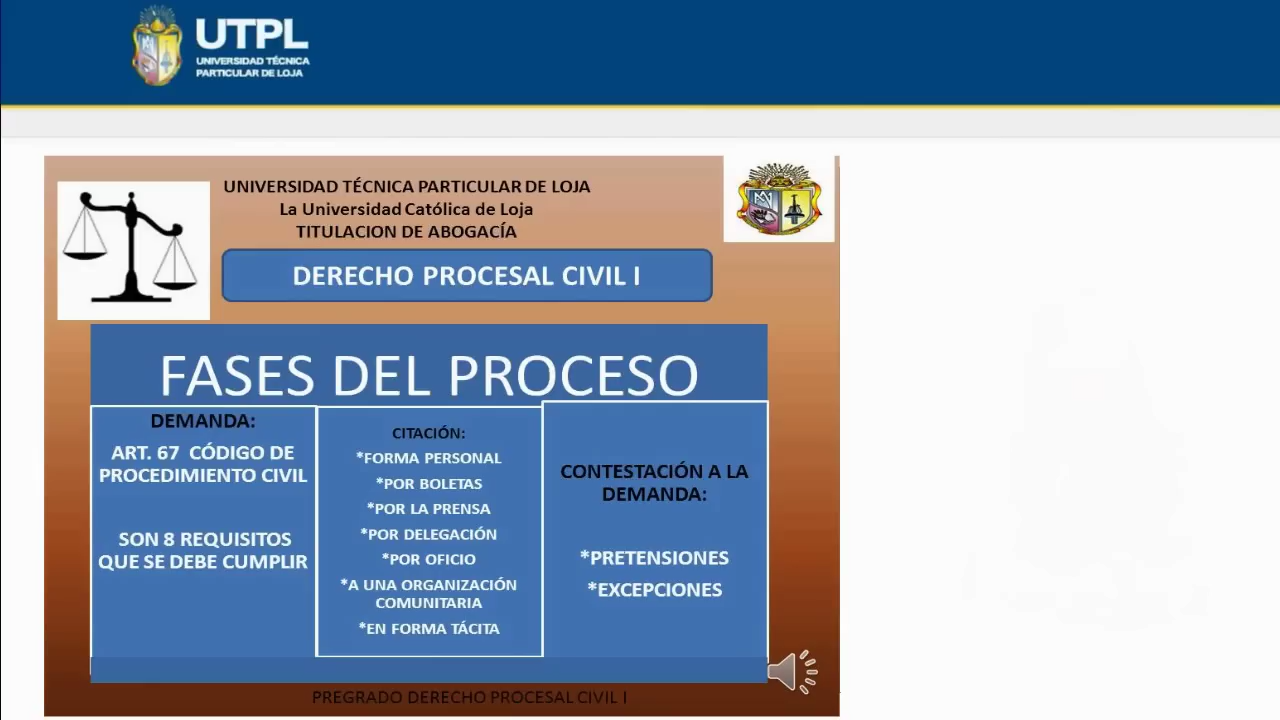 UTPL
UNIVERSIDAD TÉCNICA
PARTICULAR DE LOJA
UNIVERSIDAD TÉCNICA PARTICULAR DE LOJA
La Universidad Católica de Loja
TITULACION DE ABOGACÍA
DERECHO PROCESAL CIVIL I
FASES DEL PROCESO
DEMANDA:
ART. 67 CÓDIGO DE
PROCEDIMIENTO CIVIL
SON 8 REQUISITOS
QUE SE DEBE CUMPLIR
CITACIÓN:
*FORMA PERSONAL
*POR BOLETAS
*POR LA PRENSA
*POR DELEGACIÓN
*POR OFICIO
*A UNA ORGANIZACIÓN
COMUNITARIA
*EN FORMA TÁCITA
CONTESTACIÓN A LA
DEMANDA:
*PRETENSIONES
*EXCEPCIONES
PREGRADO DERECHO PROCESAL CIVIL I